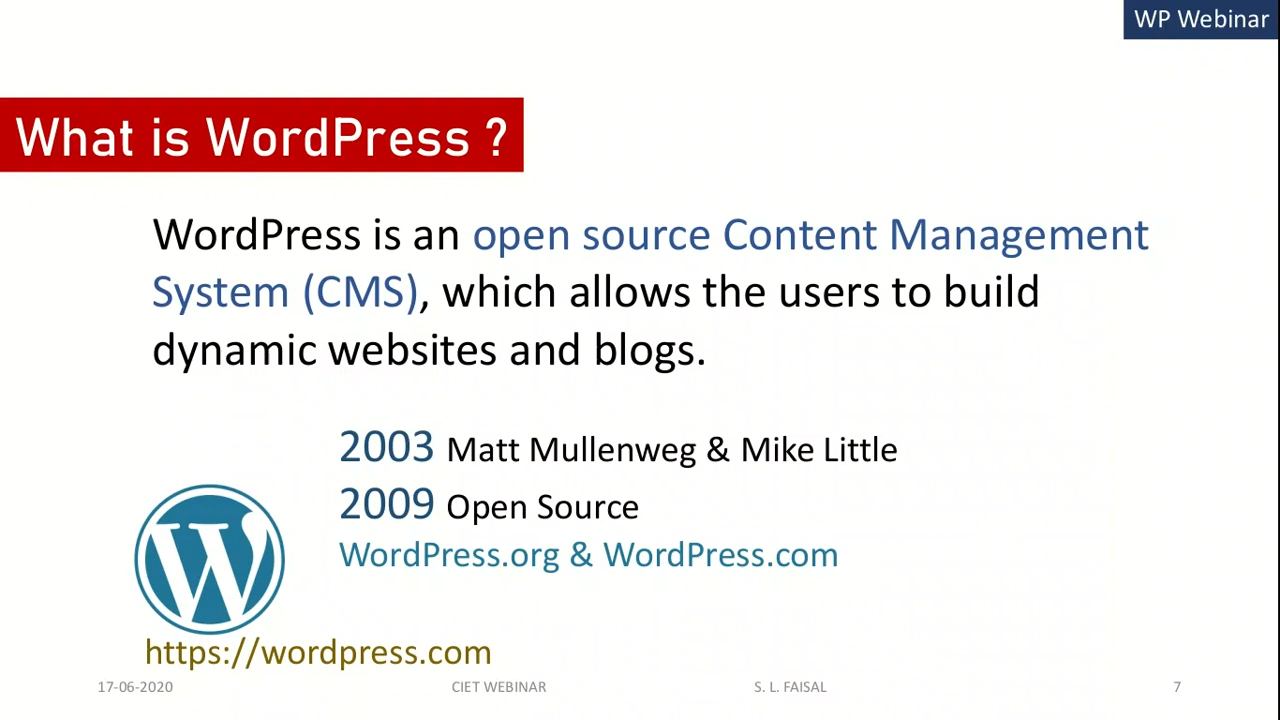 WP Webinar
What is WordPress ?
WordPress is an open source Content Management
System (CMS), which allows the users to build
dynamic websites and blogs.
2003 Matt Mullenweg & Mike Little
2009 Open Source
WordPress.org & WordPress.com
W
https://wordpress.com
17-06-2020 CIET WEBINAR S. L. FAISAL 7